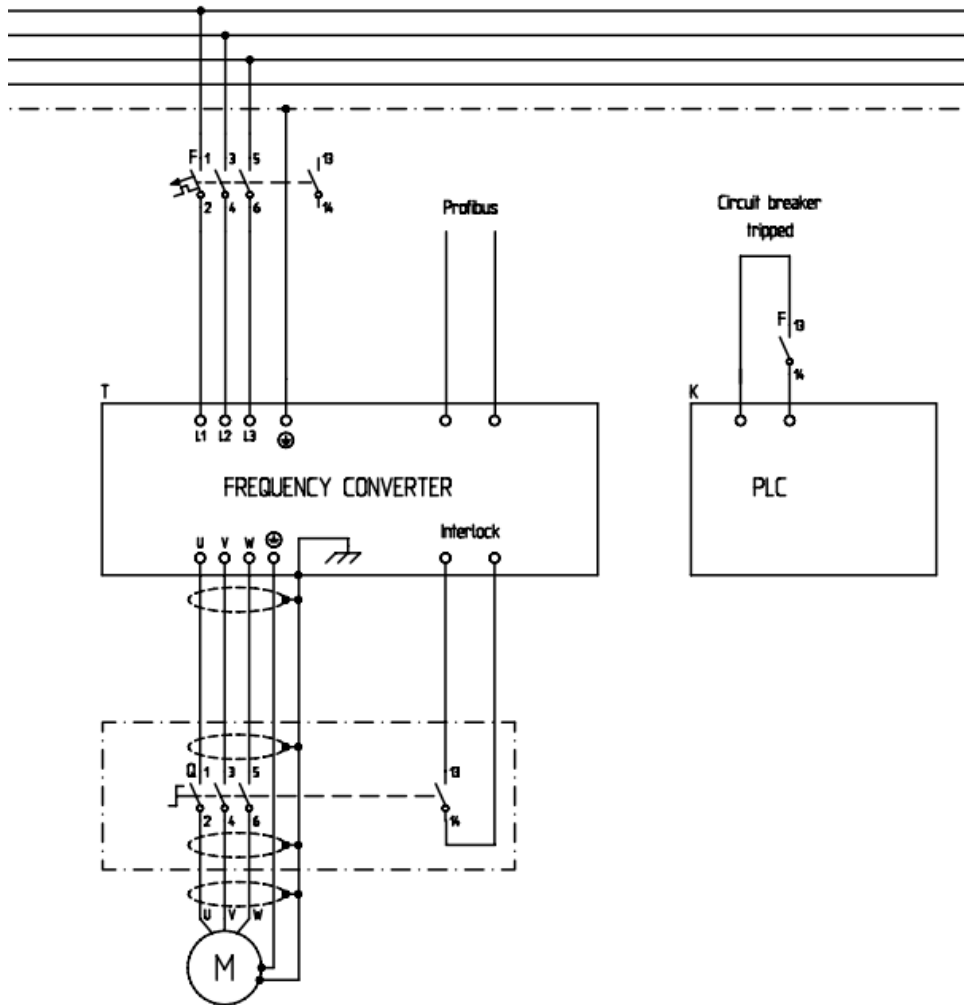 F 1 3 5 13
2 4 6 14
Profibus
Circuit breaker
tripped
F 13
14
T
K
L1 L2 L3
FREQUENCY CONVERTER
PLC
U V W
Interlock
Q 1 3 5 13
2 4 6 14
U V W
M